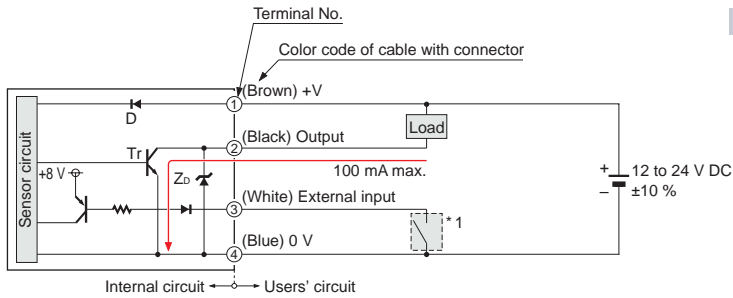 Terminal No.
Color code of cable with connector
(Brown) +V
1
D
Load
(Black) Output
2
Tr
+8 V
ZD
100 mA max.
+ 12 to 24 V DC
– ±10 %
Sensor circuit
(White) External input
3
* 1
(Blue) 0 V
4
Internal circuit Users' circuit